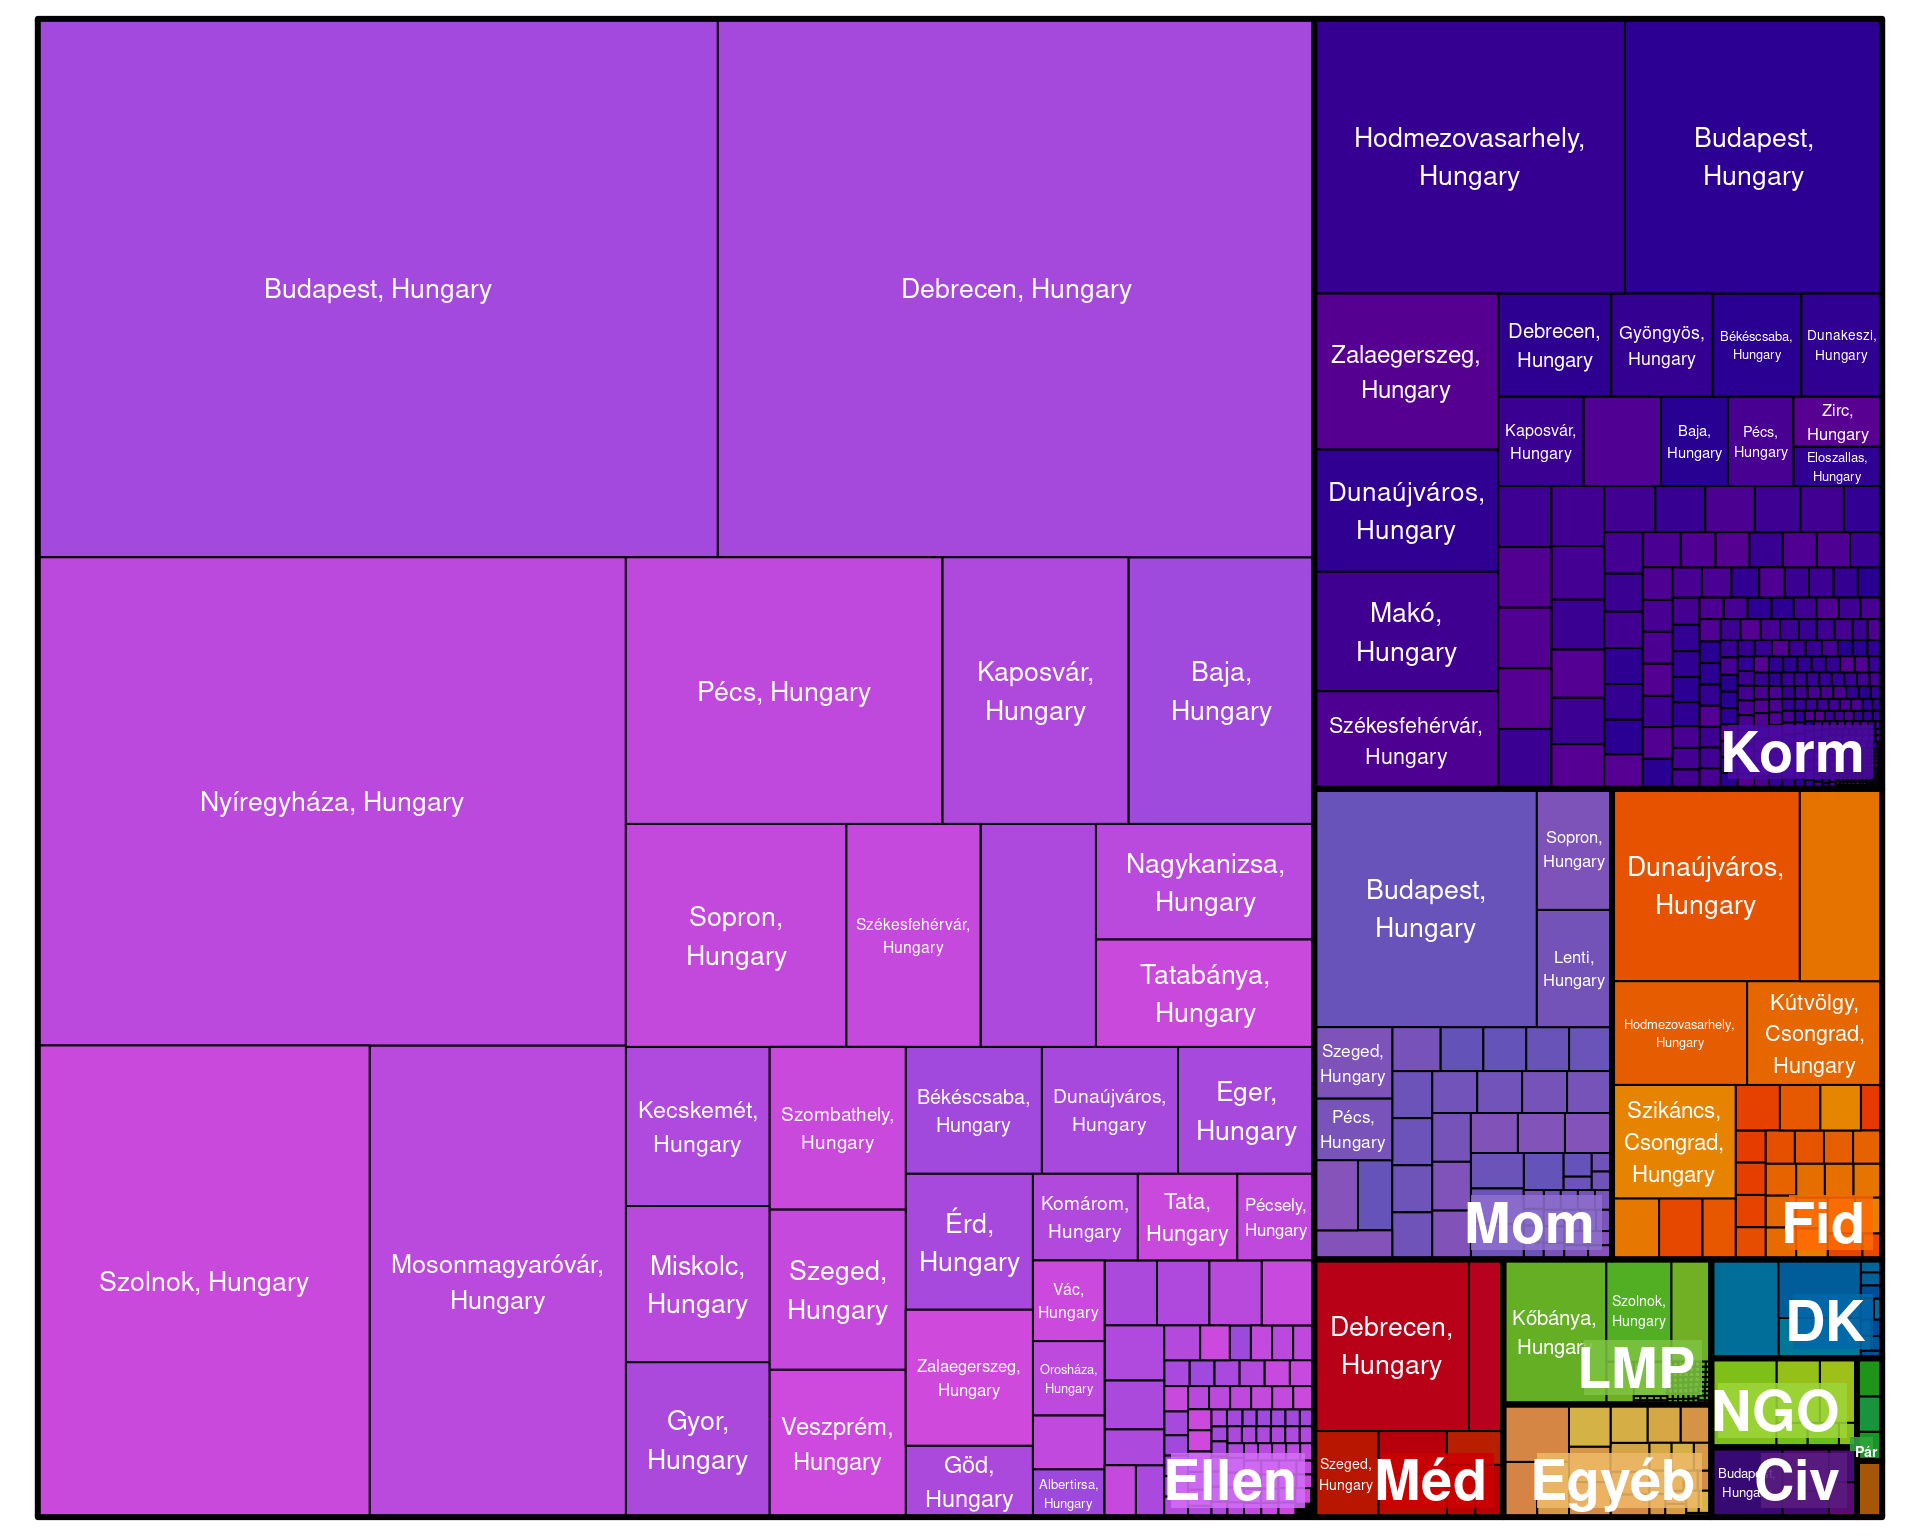 Budapest, Hungary
Debrecen, Hungary
Nyíregyháza, Hungary
Pécs, Hungary
Kaposvár,
Hungary
Baja,
Hungary
Sopron,
Hungary
Székesfehérvár,
Hungary
Nagykanizsa,
Hungary
Tatabánya,
Hungary
Szolnok, Hungary
Mosonmagyaróvár,
Hungary
Kecskemét,
Hungary
Szombathely,
Hungary
Békéscsaba,
Hungary
Dunaújváros,
Hungary
Eger,
Hungary
Miskolc,
Hungary
Szeged,
Hungary
Érd,
Hungary
Komárom,
Hungary
Tata,
Hungary
Pécsely,
Hungary
Vác,
Hungary
Zalaegerszeg,
Hungary
Orosháza,
Hungary
Gyor,
Hungary
Veszprém,
Hungary
Göd,
Hungary
Albertirsa,
Hungary
Ellen
Hodmezovasarhely,
Hungary
Budapest,
Hungary
Zalaegerszeg,
Hungary
Debrecen,
Hungary
Gyöngyös,
Hungary
Békéscsaba,
Hungary
Dunakeszi,
Hungary
Kaposvár,
Hungary
Baja,
Hungary
Pécs,
Hungary
Zirc,
Hungary
Eloszallas,
Hungary
Dunaújváros,
Hungary
Makó,
Hungary
Székesfehérvár,
Hungary
Korm
Budapest,
Hungary
Sopron,
Hungary
Lenti,
Hungary
Szeged,
Hungary
Pécs,
Hungary
Mom
Dunaújváros,
Hungary
Hodmezovasarhely,
Hungary
Kútvölgy,
Csongrad,
Hungary
Szikáncs,
Csongrad,
Hungary
Fid
Debrecen,
Hungary
Szeged,
Hungary
Méd
Kőbánya,
Hungary
Szolnok,
Hungary
LMP
Egyéb
DK
NGO
Pár
Budapest,
Hungary
Civ